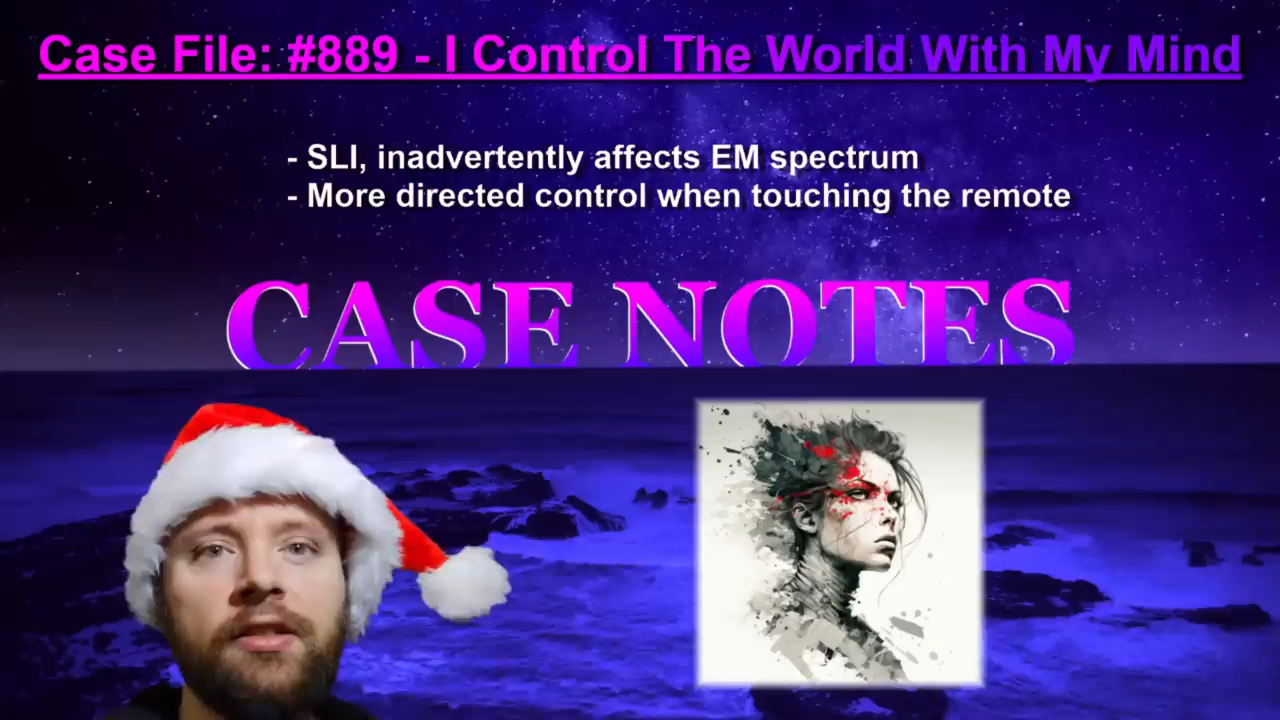 Case File: #889 - I Control The World With My Mind
- SLI, inadvertently affects EM spectrum
- More directed control when touching the remote
CASE NOTES